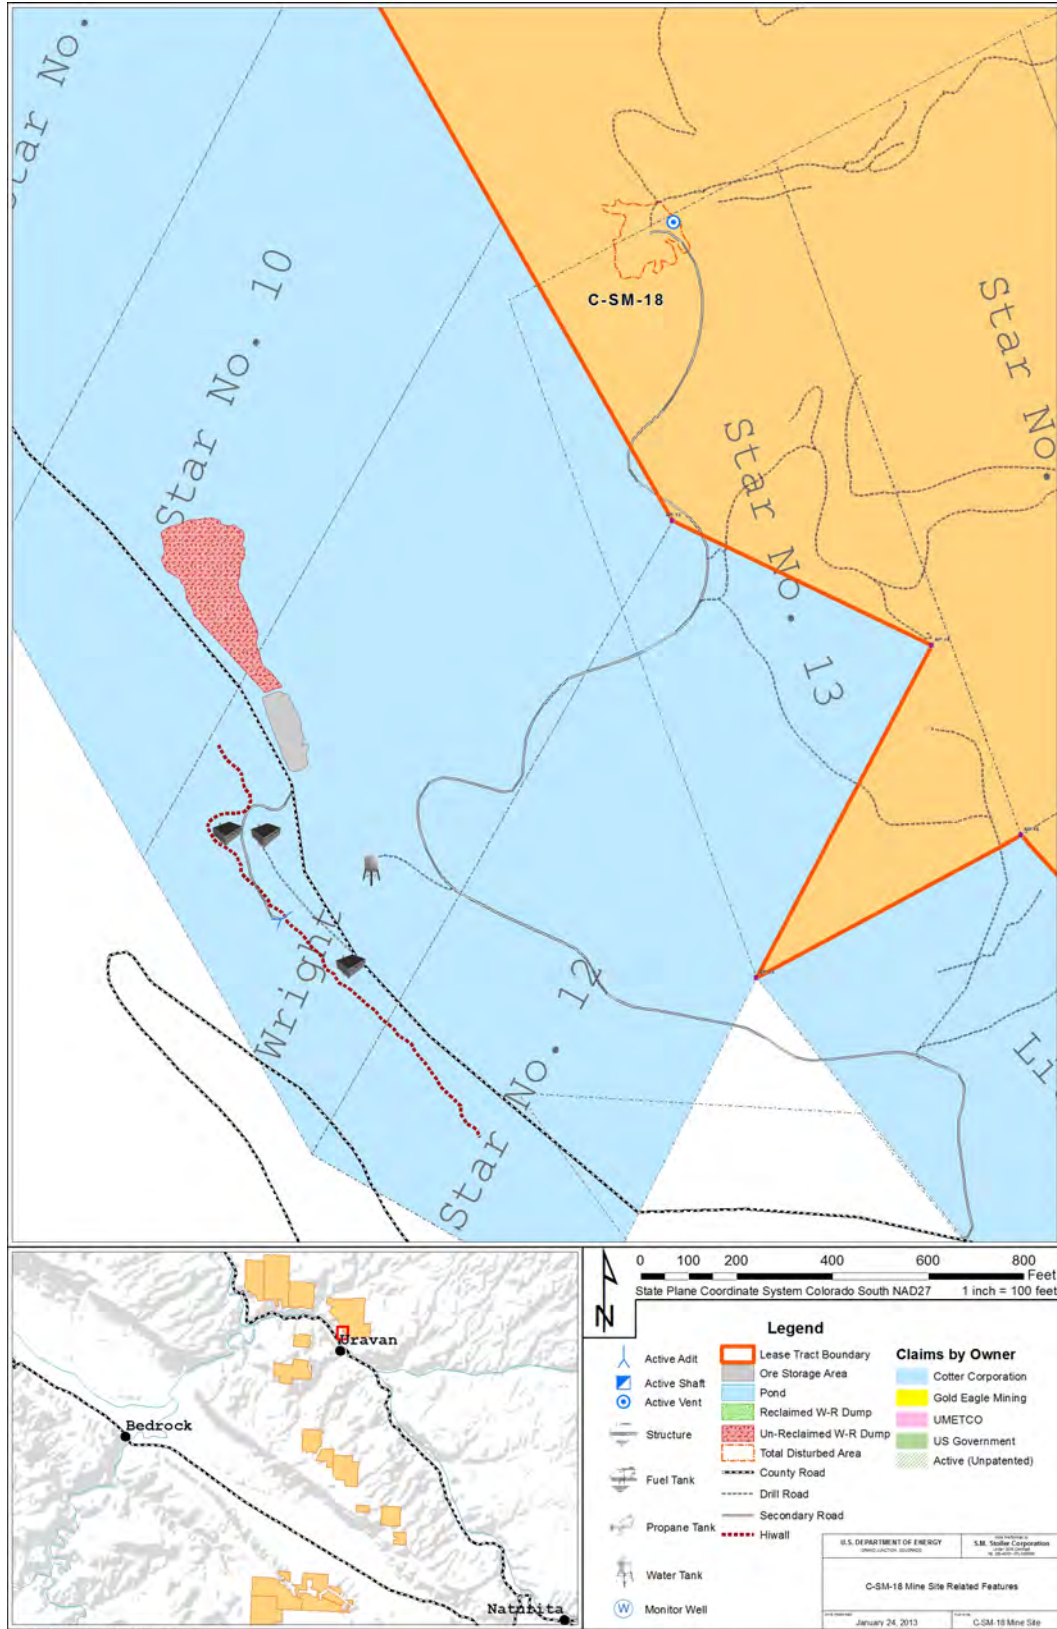 Star No.
Star No. 10
C-SM-18
Star No.
Star No. 13
Wright
Star No. 12
Li
Uravan
Bedrock
Naturita
N
0 100 200 400 600 800
Feet
State Plane Coordinate System Colorado South NAD27 1 inch = 100 feet
Legend
Active Adit
Active Shaft
Active Vent
Structure
Fuel Tank
Propane Tank
Water Tank
W Monitor Well
Lease Tract Boundary
Ore Storage Area
Pond
Reclaimed W-R Dump
Un-Reclaimed W-R Dump
Total Disturbed Area
County Road
Drill Road
Secondary Road
Hiwall
Claims by Owner
Cotter Corporation
Gold Eagle Mining
UMETCO
US Government
Active (Unpatented)
U.S. DEPARTMENT OF ENERGY
GRAND JUNCTION, COLORADO
S.M. Stoller Corporation
C-SM-18 Mine Site Related Features
January 24, 2013
C-SM-18 Mine Site